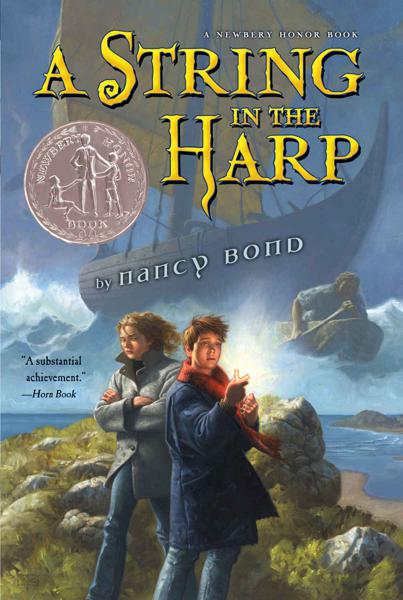 A NEWBERY HONOR BOOK
A STRING
IN THE
HARP
NEWBERY HONOR
BOOK
by nancy BOND
"A substantial
achievement."
—Horn Book